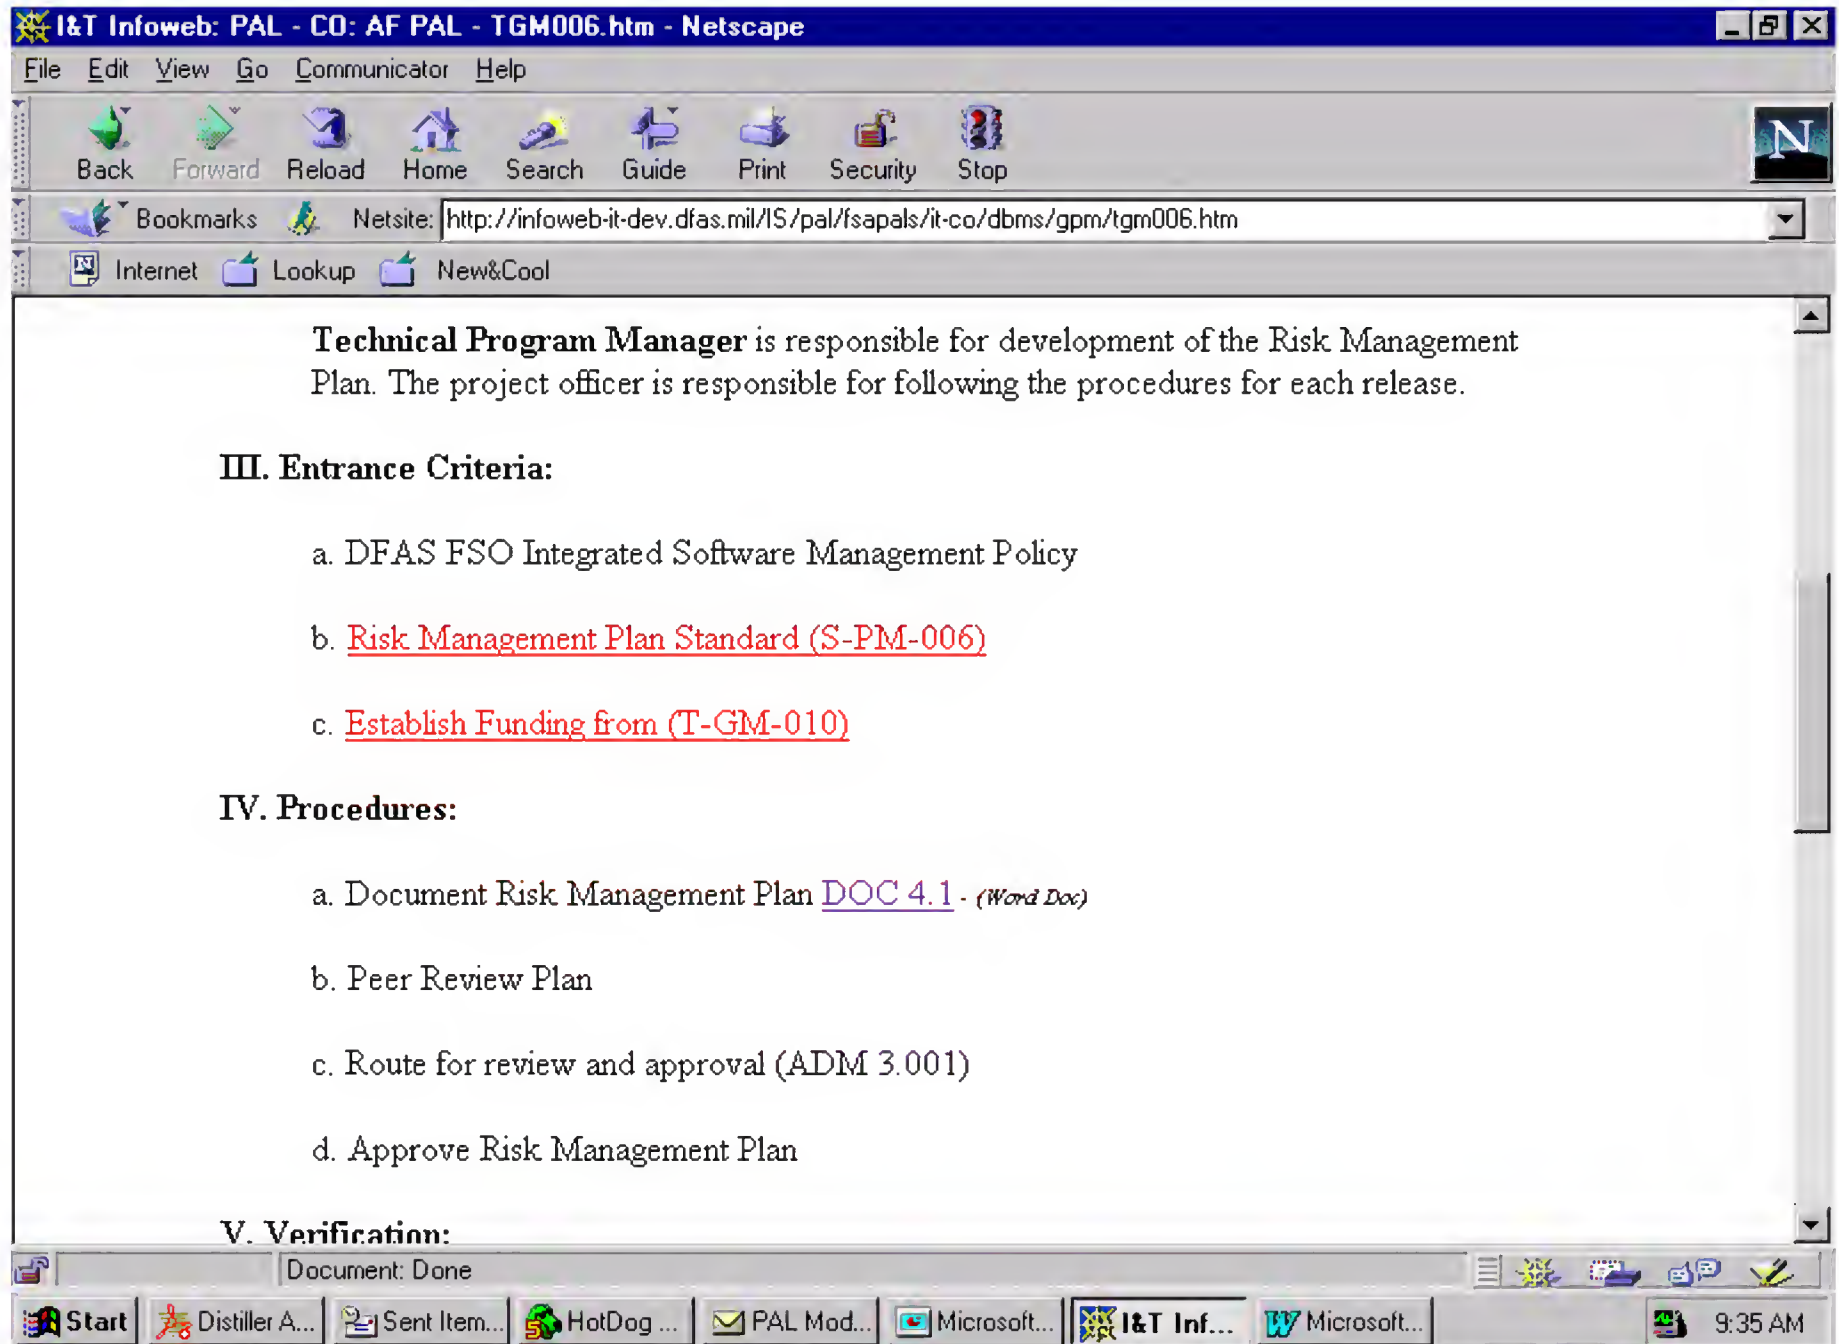 I&T Infoweb: PAL - CO: AF PAL - TGM006.htm - Netscape
File Edit View Go Communicator Help
Back Forward Reload Home Search Guide Print Security Stop
N
Bookmarks Netsite: http://infoweb-it-dev.dfas.mil/IS/pal/fsapals/it-co/dbms/gpm/tgm006.htm
Internet Lookup New&Cool
Technical Program Manager is responsible for development of the Risk Management
Plan. The project officer is responsible for following the procedures for each release.
III. Entrance Criteria:
a. DFAS FSO Integrated Software Management Policy
b. Risk Management Plan Standard (S-PM-006)
c. Establish Funding from (T-GM-010)
IV. Procedures:
a. Document Risk Management Plan DOC 4.1 - (Word Doc)
b. Peer Review Plan
c. Route for review and approval (ADM 3.001)
d. Approve Risk Management Plan
V. Verification:
Document: Done
Start Distiller A... Sent Item... HotDog ... PAL Mod... Microsoft... I&T Inf... Microsoft... 9:35 AM